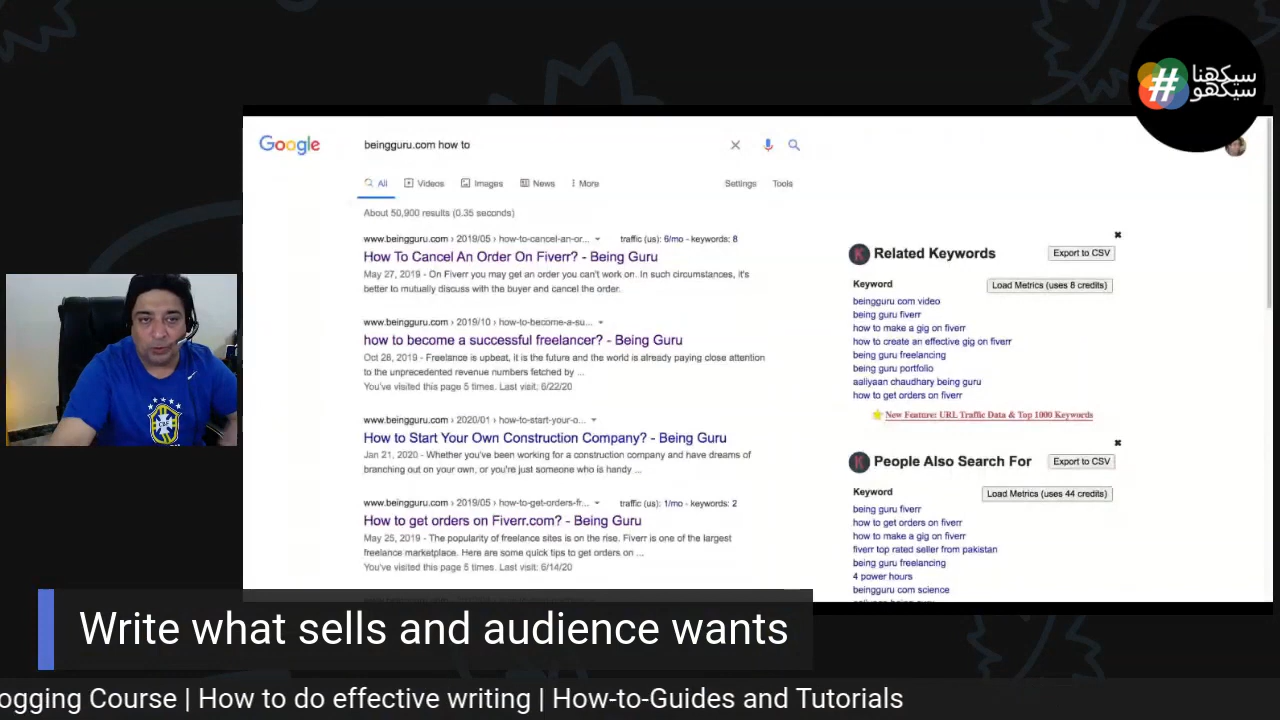 #
سیکھنا
سیکھو
Google
beingguru.com how to
All
Videos
Images
News
More
Settings
Tools
About 50,900 results (0.35 seconds)
www.beingguru.com › 2019/05 › how-to-cancel-an-or... traffic (us): 6/mo - keywords: 8
How To Cancel An Order On Fiverr? - Being Guru
May 27, 2019 - On Fiverr you may get an order you can't work on. In such circumstances, it's
better to mutually discuss with the buyer and cancel the order.
www.beingguru.com › 2019/10 › how-to-become-a-su...
how to become a successful freelancer? - Being Guru
Oct 28, 2019 - Freelance is upbeat, it is the future and the world is already paying close attention
to the unprecedented revenue numbers fetched by ...
You've visited this page 5 times. Last visit: 6/22/20
www.beingguru.com › 2020/01 › how-to-start-your-o...
How to Start Your Own Construction Company? - Being Guru
Jan 21, 2020 - Whether you've been working for a construction company and have dreams of
branching out on your own, or you're just someone who is handy ...
www.beingguru.com › 2019/05 › how-to-get-orders-fr... traffic (us): 1/mo - keywords: 2
How to get orders on Fiverr.com? - Being Guru
May 25, 2019 - The popularity of freelance sites is on the rise. Fiverr is one of the largest
freelance marketplace. Here are some quick tips to get orders on ...
You've visited this page 5 times. Last visit: 6/14/20
K Related Keywords
Export to CSV
Keyword
Load Metrics (uses 8 credits)
beingguru com video
being guru fiverr
how to make a gig on fiverr
how to create an effective gig on fiverr
being guru freelancing
being guru portfolio
aaliyaan chaudhary being guru
how to get orders on fiverr
New Feature: URL Traffic Data & Top 1000 Keywords
K People Also Search For
Export to CSV
Keyword
Load Metrics (uses 44 credits)
being guru fiverr
how to get orders on fiverr
how to make a gig on fiverr
fiverr top rated seller from pakistan
being guru freelancing
4 power hours
beingguru com science
Write what sells and audience wants
ogging Course | How to do effective writing | How-to-Guides and Tutorials